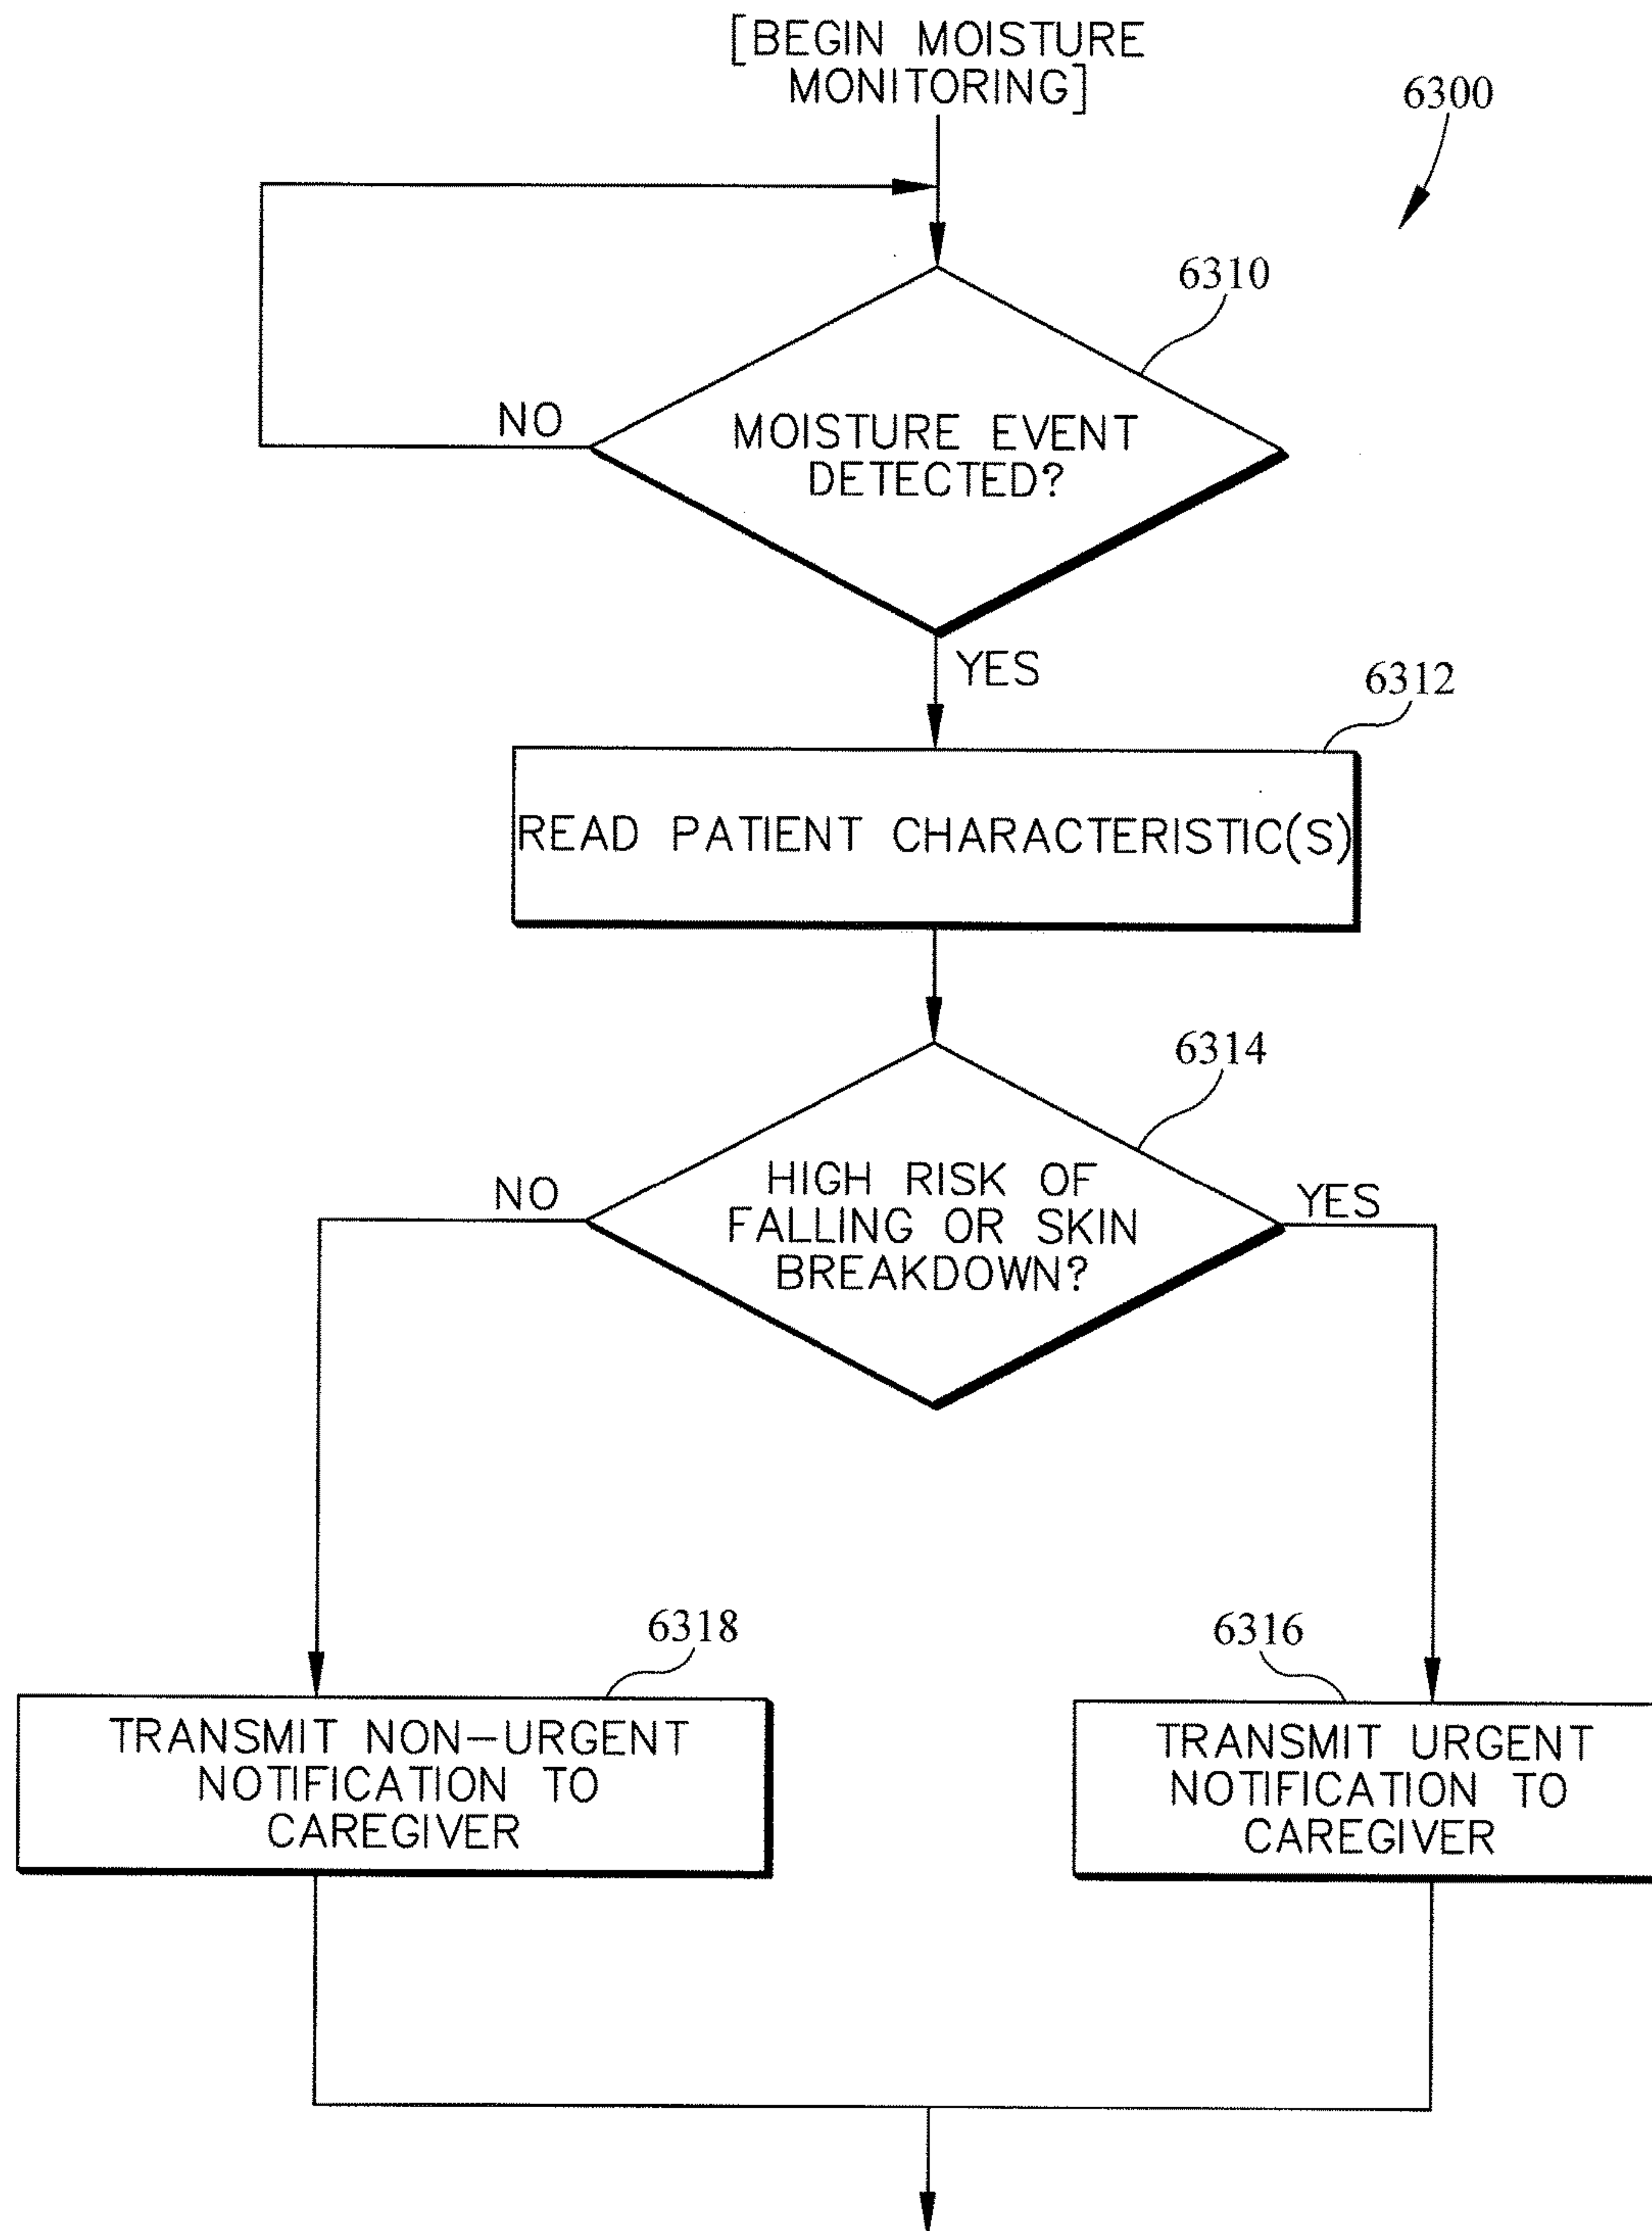 [BEGIN MOISTURE
MONITORING]
6300
6310
NO
MOISTURE EVENT
DETECTED?
YES
6312
READ PATIENT CHARACTERISTIC(S)
6314
NO
HIGH RISK OF
FALLING OR SKIN
BREAKDOWN?
YES
6318
6316
TRANSMIT NON-URGENT
NOTIFICATION TO
CAREGIVER
TRANSMIT URGENT
NOTIFICATION TO
CAREGIVER